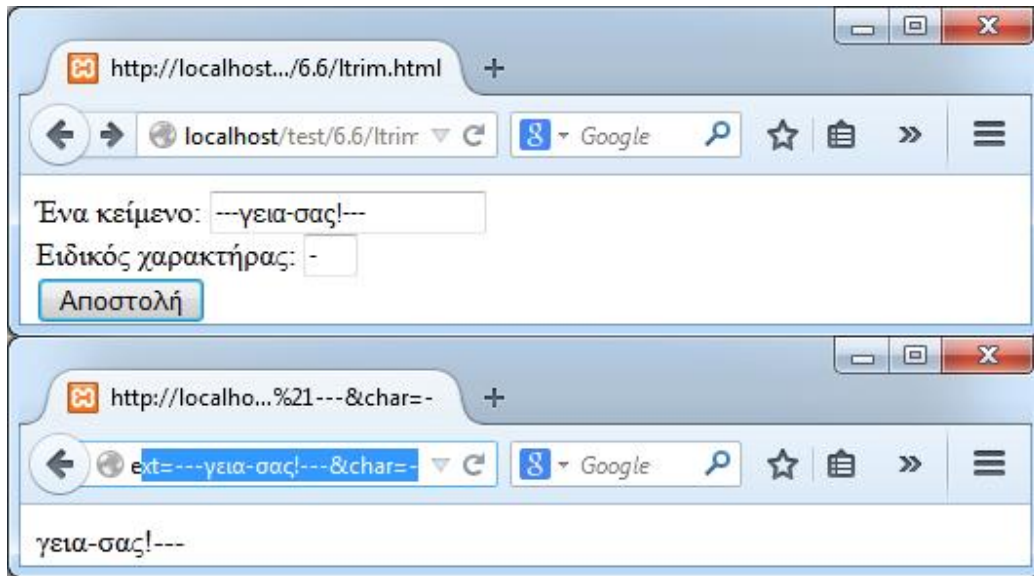 http://localhost.../6.6/ltrim.html
localhost/test/6.6/ltrim
Google
Ένα κείμενο: ---γεια-σας!---
Ειδικός χαρακτήρας: -
Αποστολή
http://localho...%21---&char=-
ext=---γεια-σας!---&char=-
Google
γεια-σας!---